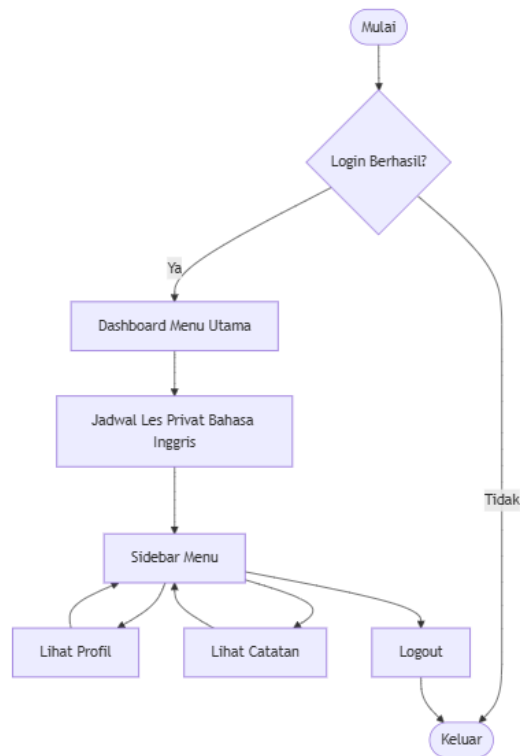 Mulai
Login Berhasil?
Ya
Dashboard Menu Utama
Jadwal Les Privat Bahasa
Inggris
Tidak
Sidebar Menu
Lihat Profil
Lihat Catatan
Logout
Keluar